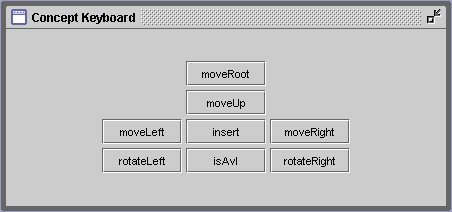 Concept Keyboard
moveRoot
moveUp
moveLeft insert moveRight
rotateLeft isAvl rotateRight